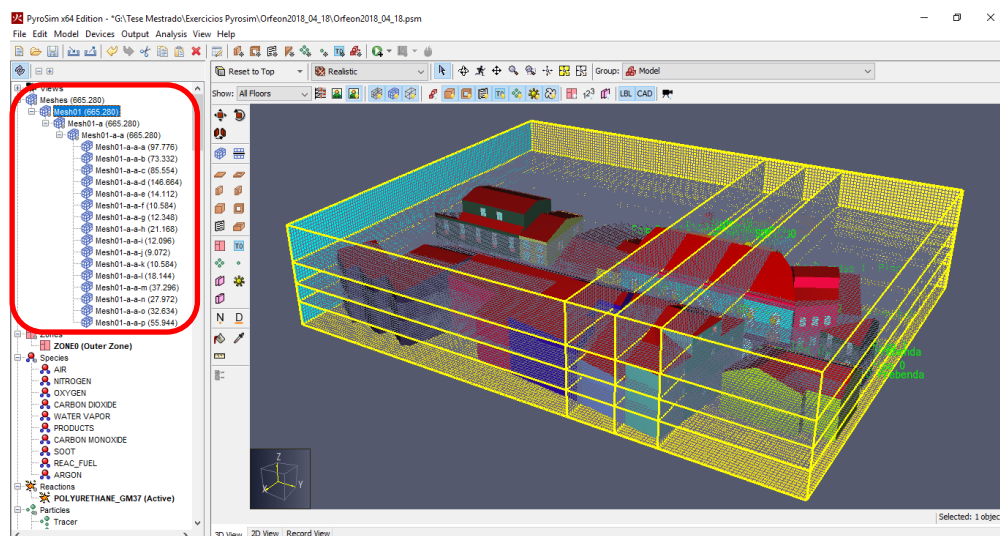 PyroSim x64 Edition - *G:\Tese Mestrado\Exercicios Pyrosim\Orfeon2018_04_18\Orfeon2018_04_18.psm
File Edit Model Devices Output Analysis View Help
Reset to Top
Realistic
Group: Model
Show: All Floors
LBL CAD
Views
Meshes (665.280)
Mesh01 (665.280)
Mesh01-a (665.280)
Mesh01-a-a (665.280)
Mesh01-a-a-a (97.776)
Mesh01-a-a-b (73.332)
Mesh01-a-a-c (85.554)
Mesh01-a-a-d (146.664)
Mesh01-a-a-e (14.112)
Mesh01-a-a-f (10.584)
Mesh01-a-a-g (12.348)
Mesh01-a-a-h (21.168)
Mesh01-a-a-i (12.096)
Mesh01-a-a-j (9.072)
Mesh01-a-a-k (10.584)
Mesh01-a-a-l (18.144)
Mesh01-a-a-m (37.296)
Mesh01-a-a-n (27.972)
Mesh01-a-a-o (32.634)
Mesh01-a-a-p (55.944)
Zones
ZONE0 (Outer Zone)
Species
AIR
NITROGEN
OXYGEN
CARBON DIOXIDE
WATER VAPOR
PRODUCTS
CARBON MONOXIDE
SOOT
REAC_FUEL
ARGON
Reactions
POLYURETHANE_GM37 (Active)
Particles
Tracer
N D
Z
Y
X
Selected: 1 objec
3D View 2D View Record View